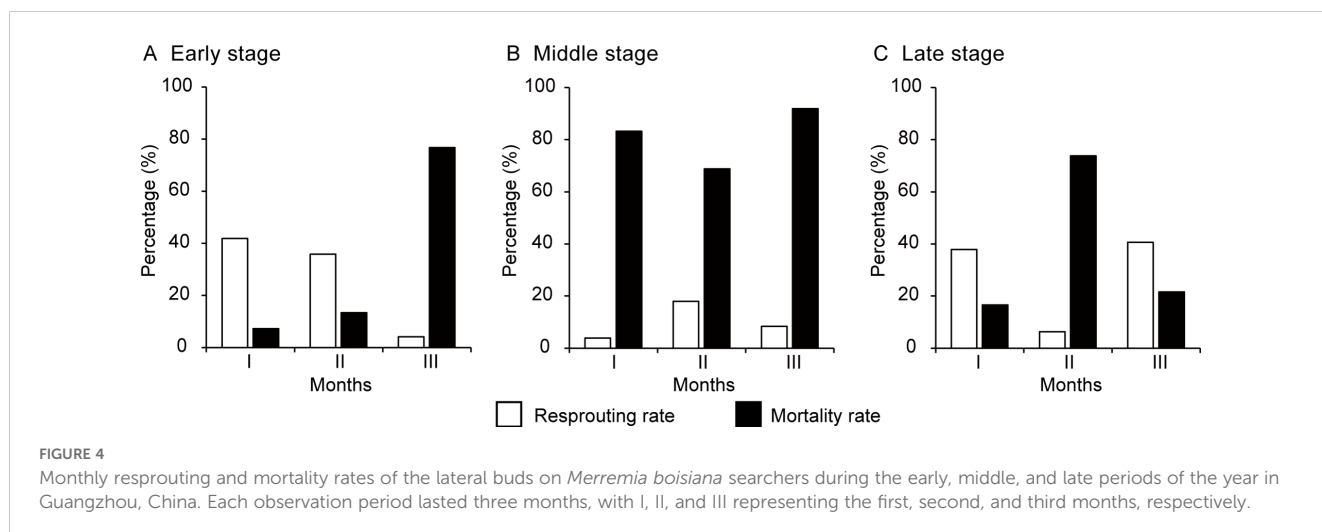 A Early stage
B Middle stage
C Late stage
Percentage (%)
100
80
60
40
20
0
I II III
Months
Percentage (%)
100
80
60
40
20
0
I II III
Months
Percentage (%)
100
80
60
40
20
0
I II III
Months
Resprouting rate
Mortality rate
FIGURE 4
Monthly resprouting and mortality rates of the lateral buds on Merremia boisiana searchers during the early, middle, and late periods of the year in
Guangzhou, China. Each observation period lasted three months, with I, II, and III representing the first, second, and third months, respectively.